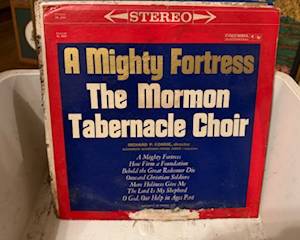 STEREO
COLUMBIA
A Mighty Fortress
The Mormon
Tabernacle Choir
RICHARD P. CONDIE, director
A Mighty Fortress
How Firm a Foundation
Behold the Great Redeemer Die
Onward Christian Soldiers
More Holiness Give Me
The Lord Is My Shepherd
O God, Our Help in Ages Past